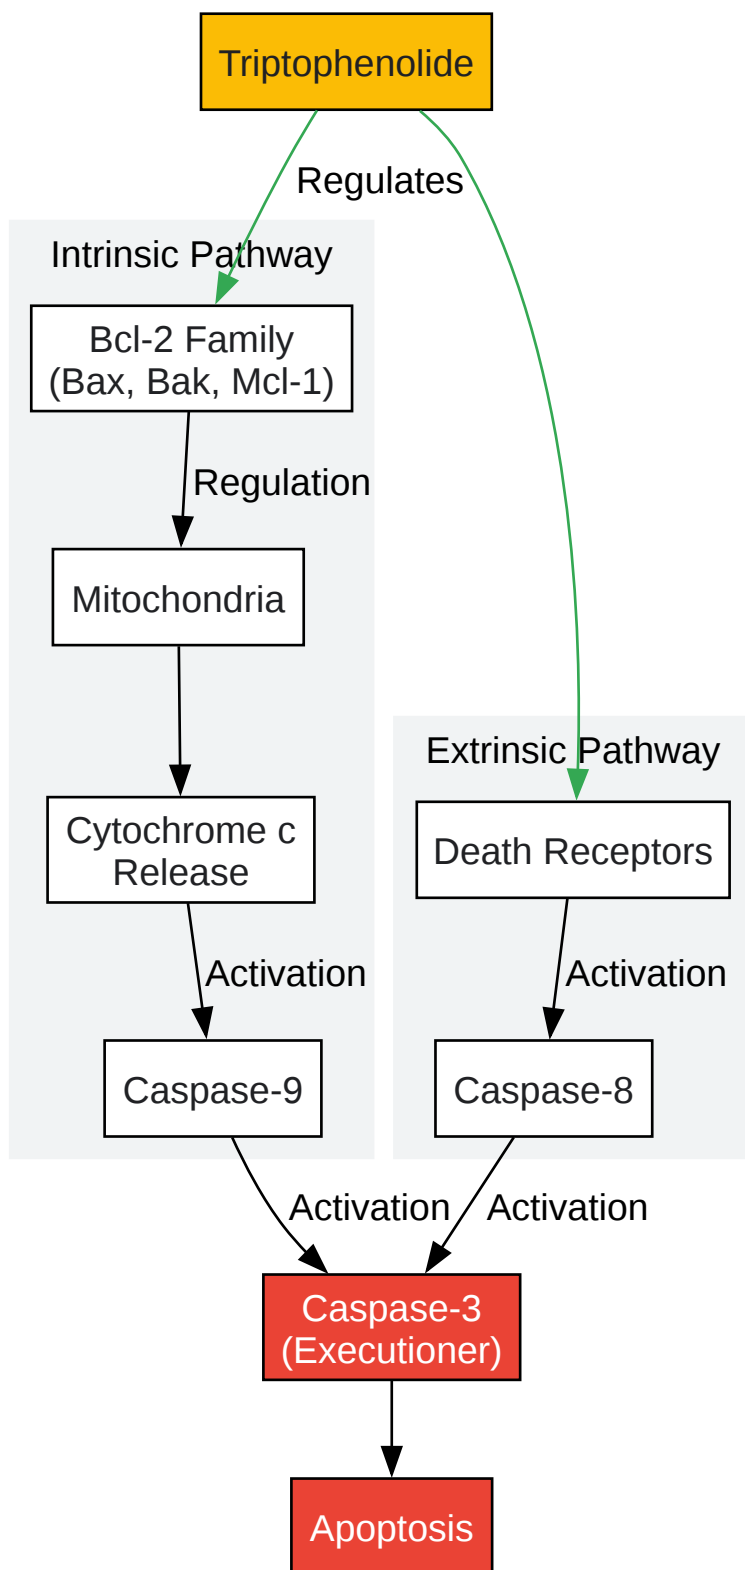 Triptophenolide
Regulates
Intrinsic Pathway
Bcl-2 Family
(Bax, Bak, Mcl-1)
Regulation
Mitochondria
Extrinsic Pathway
Cytochrome c
Release
Death Receptors
Activation
Activation
Caspase-9
Caspase-8
Activation
Activation
Caspase-3
(Executioner)
Apoptosis